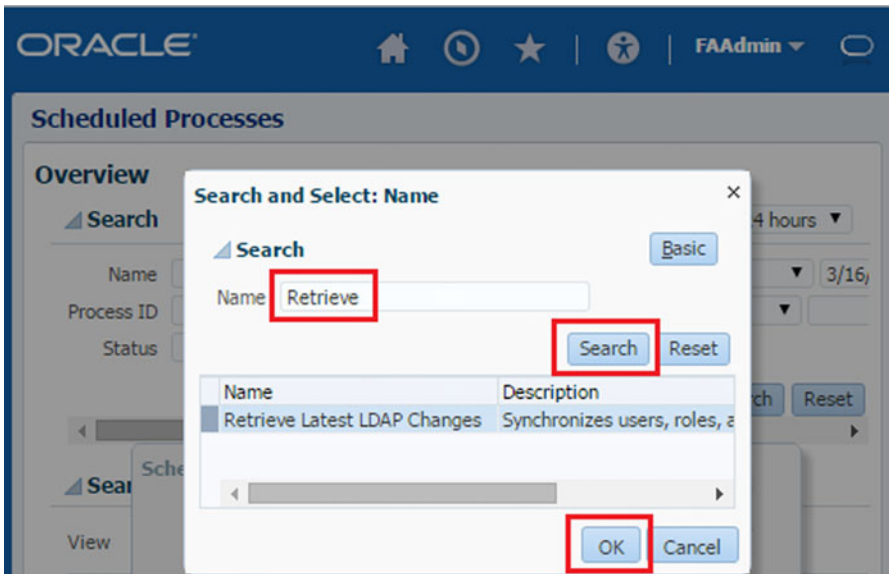 ORACLE
FAAdmin
Scheduled Processes
Overview
Search
4 hours
Name
3/16/
Process ID
Status
Reset
Sche
View
Search and Select: Name
×
Search
Basic
Name Retrieve
Search Reset
Name Description
Retrieve Latest LDAP Changes Synchronizes users, roles, a
OK Cancel